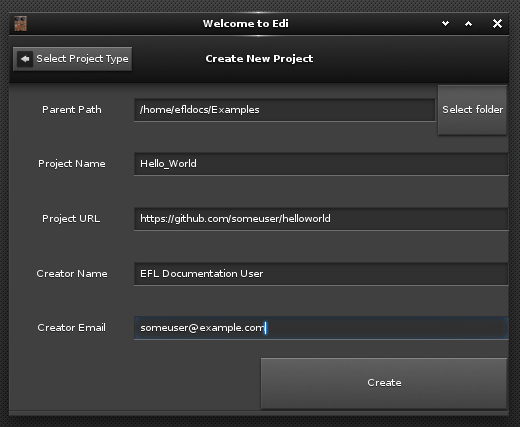 Welcome to Edi
Select Project Type
Create New Project
Parent Path
/home/efldocs/Examples
Select folder
Project Name
Hello_World
Project URL
https://github.com/someuser/helloworld
Creator Name
EFL Documentation User
Creator Email
someuser@example.com
Create